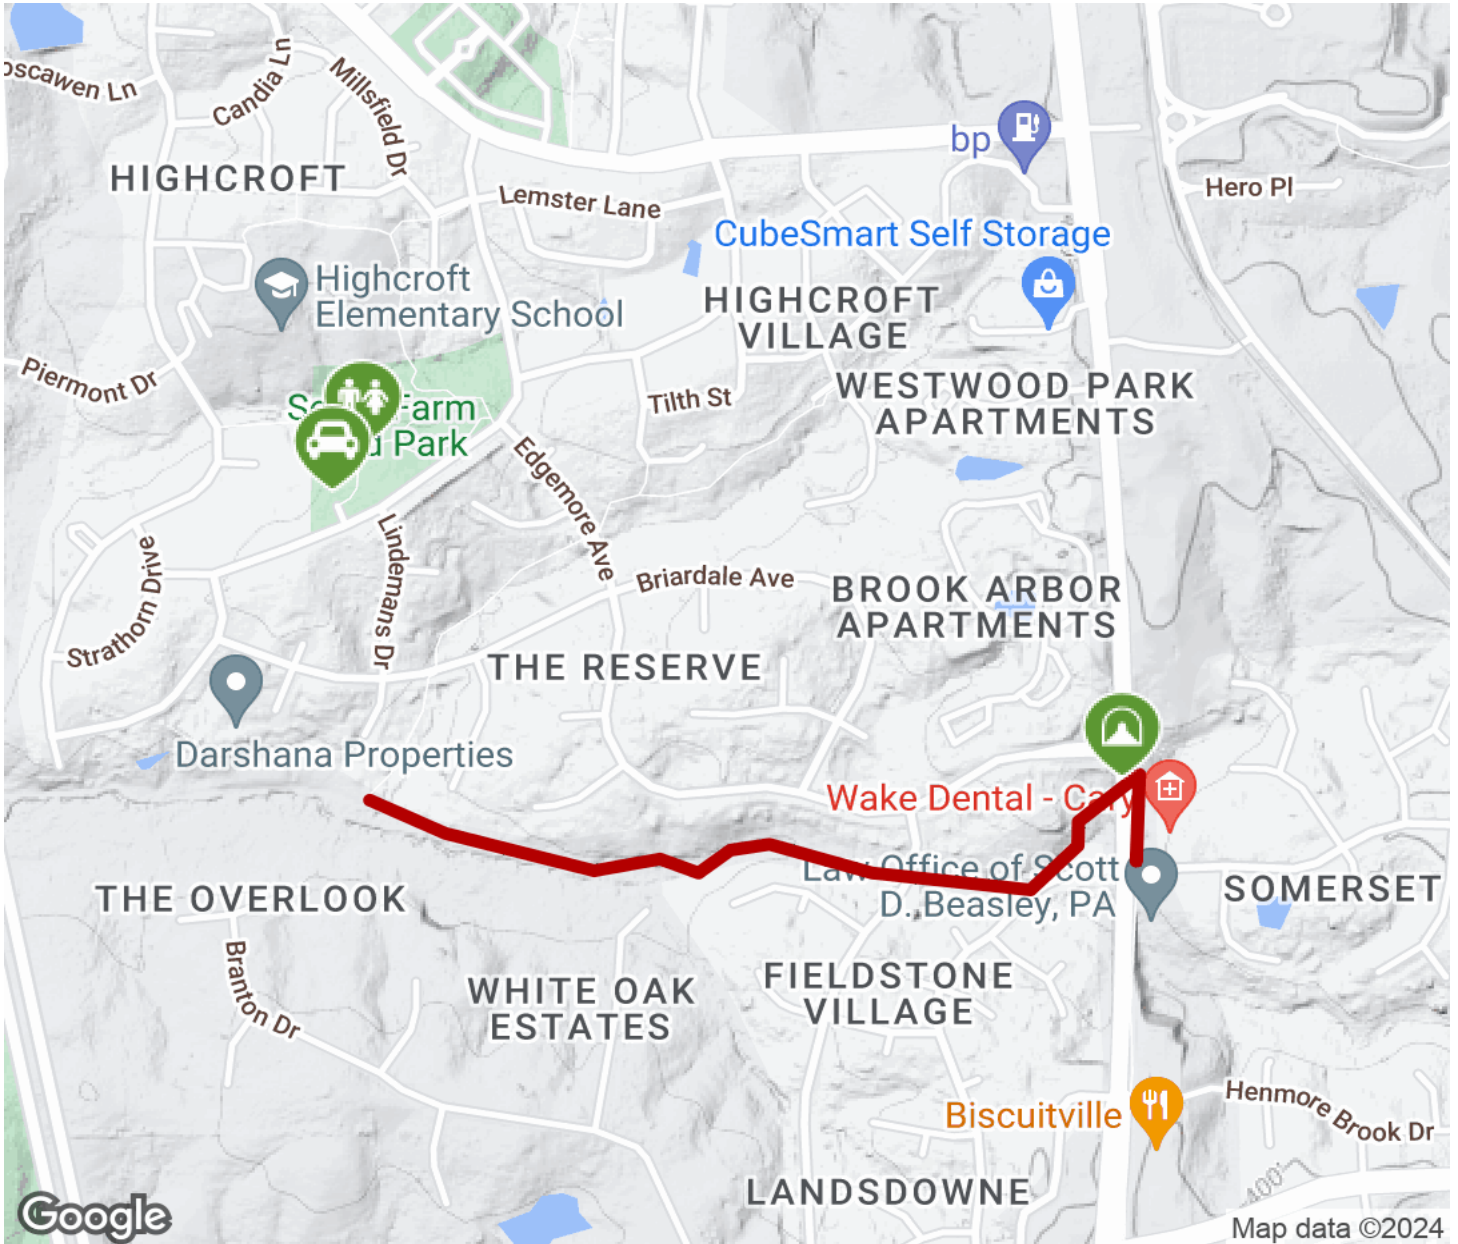 oscawen Ln
Candia Ln
Millsfield Dr
HIGHCROFT
bp
Lemster Lane
Hero Pl
CubeSmart Self Storage
Highcroft
Elementary School
HIGHCROFT
VILLAGE
Piermont Dr
Tilth St
WESTWOOD PARK
APARTMENTS
Farm
Park
Edgemore Ave
Lindemans Dr
Strathorn Drive
Briardale Ave
BROOK ARBOR
APARTMENTS
THE RESERVE
Darshana Properties
Wake Dental - Cary
Law Office of Scott
D. Beasley, PA
SOMERSET
THE OVERLOOK
Branton Dr
WHITE OAK
ESTATES
FIELDSTONE
VILLAGE
Biscuitville
Henmore Brook Dr
LANDSDOWNE
400'
Google
Map data ©2024